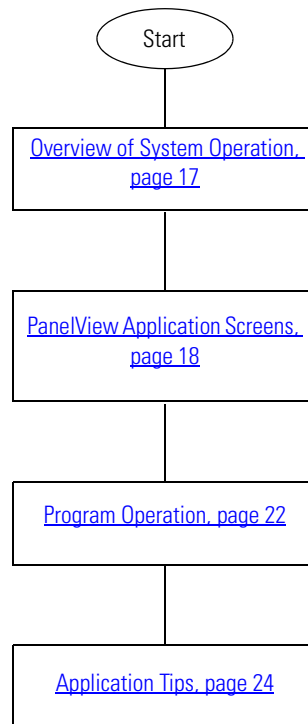 Start
Overview of System Operation,
page 17
PanelView Application Screens,
page 18
Program Operation, page 22
Application Tips, page 24